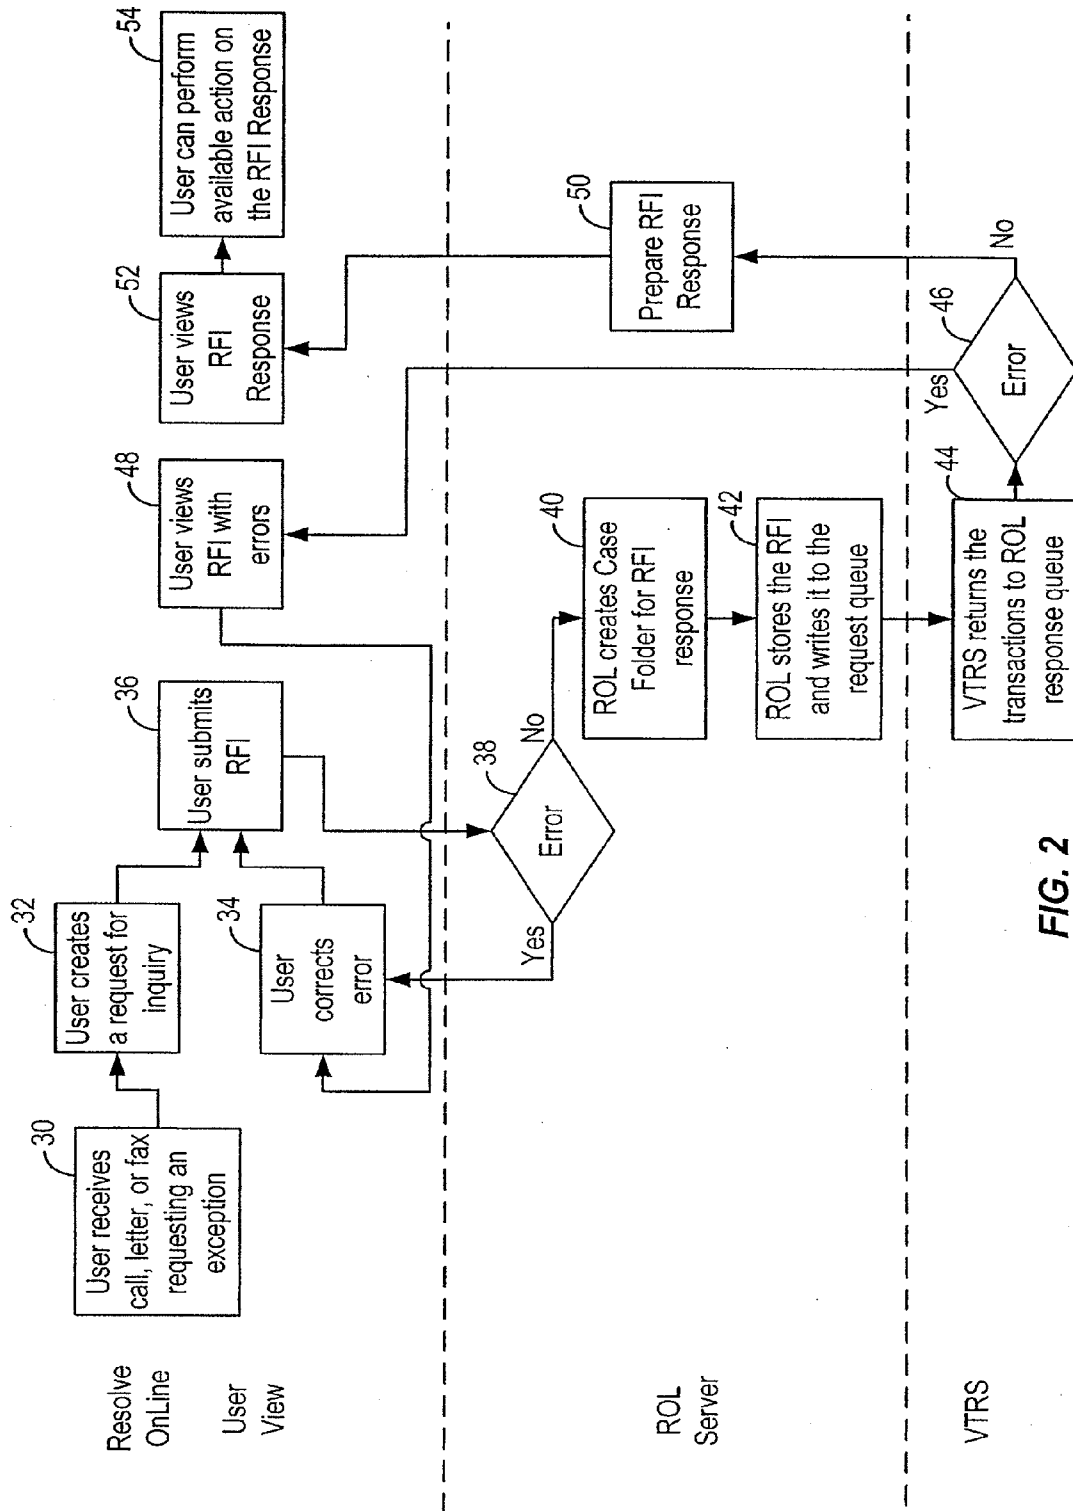 Resolve
OnLine
User
View
30
User receives
call, letter, or fax
requesting an
exception
32
User creates
a request for
inquiry
34
User
corrects
error
36
User submits
RFI
48
User views
RFI with
errors
52
User views
RFI
Response
54
User can perform
available action on
the RFI Response
ROL
Server
38
Error
Yes
No
40
ROL creates Case
Folder for RFI
response
42
ROL stores the RFI
and writes it to the
request queue
50
Prepare RFI
Response
VTRS
44
VTRS returns the
transactions to ROL
response queue
46
Error
Yes
No
FIG. 2